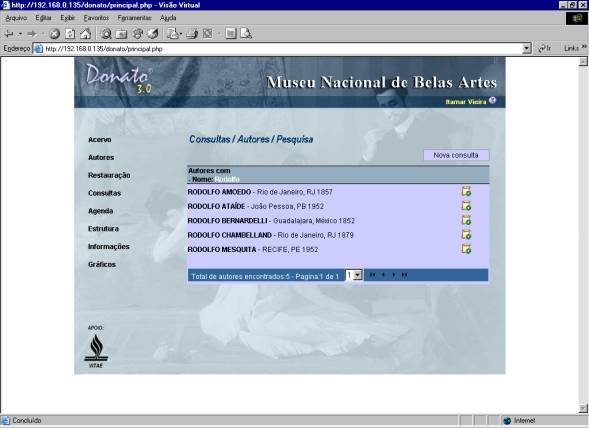 http://192.168.0.135/donato/principal.php - Visão Virtual
Arquivo Editar Exibir Favoritos Ferramentas Ajuda
Endereço http://192.168.0.135/donato/principal.php Ir Links »
Donato
3.0
Museu Nacional de Belas Artes
Itamar Vieira
Acervo
Autores
Restauração
Consultas
Agenda
Estrutura
Informações
Gráficos
APOIO:
VITAE
Consultas / Autores / Pesquisa
Nova consulta
Autores com
- Nome: Rodolfo
RODOLFO AMOEDO - Rio de Janeiro, RJ 1857
RODOLFO ATAÍDE - João Pessoa, PB 1952
RODOLFO BERNARDELLI - Guadalajara, México 1852
RODOLFO CHAMBELLAND - Rio de Janeiro, RJ 1879
RODOLFO MESQUITA - RECIFE, PE 1952
Total de autores encontrados:5 - Pagina:1 de 1 1
Concluído Internet